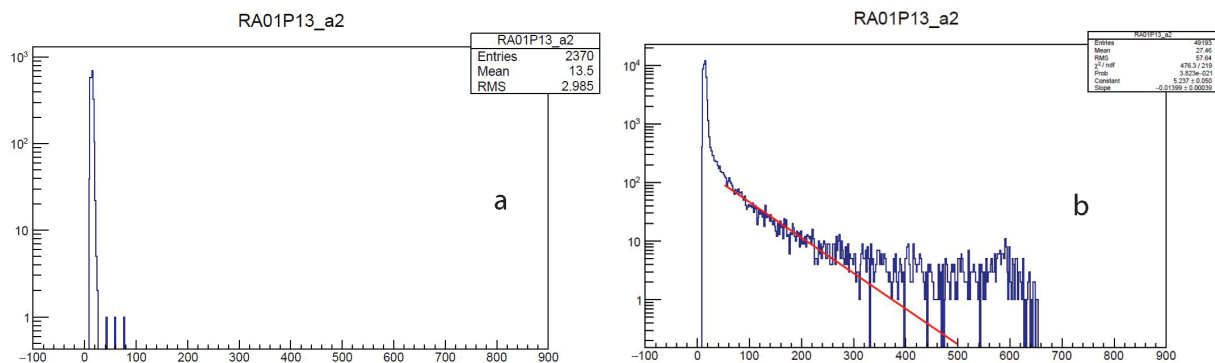 RA01P13_a2
RA01P13_a2
Entries 2370
Mean 13.5
RMS 2.985
10³
10²
10
1
a
−100 0 100 200 300 400 500 600 700 800 900
RA01P13_a2
RA01P13_a2
Entries 49193
Mean 27.46
RMS 57.64
χ² / ndf 476.3 / 219
Prob 3.823e−021
Constant 5.237 ± 0.050
Slope −0.01399 ± 0.00039
10⁴
10³
10²
10
1
b
−100 0 100 200 300 400 500 600 700 800 900